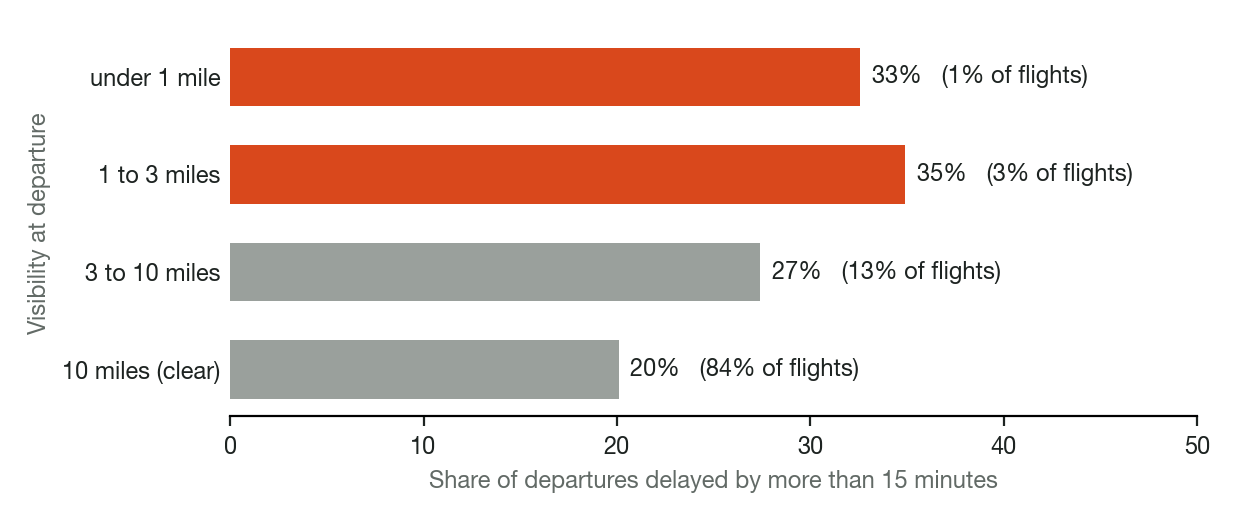 Visibility at departure
under 1 mile 33% (1% of flights)
1 to 3 miles 35% (3% of flights)
3 to 10 miles 27% (13% of flights)
10 miles (clear) 20% (84% of flights)
0 10 20 30 40 50
Share of departures delayed by more than 15 minutes